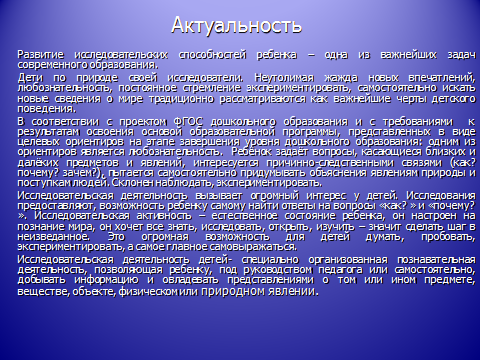 Актуальность
Развитие исследовательских способностей ребенка – одна из важнейших задач
современного образования.
Дети по природе своей исследователи. Неутолимая жажда новых впечатлений,
любознательность, постоянное стремление экспериментировать, самостоятельно искать
новые сведения о мире традиционно рассматриваются как важнейшие черты детского
поведения.
В соответствии с проектом ФГОС дошкольного образования и с требованиями к
результатам освоения основой образовательной программы, представленных в виде
целевых ориентиров на этапе завершения уровня дошкольного образования: одним из
ориентиров является любознательность. Ребёнок задаёт вопросы, касающиеся близких и
далёких предметов и явлений, интересуется причинно-следственными связями (как?
почему? зачем?), пытается самостоятельно придумывать объяснения явлениям природы и
поступкам людей. Склонен наблюдать, экспериментировать.
Исследовательская деятельность вызывает огромный интерес у детей. Исследования
предоставляют, возможность ребенку самому найти ответы на вопросы «как? » и «почему?
». Исследовательская активность – естественное состояние ребенка, он настроен на
познание мира, он хочет все знать, исследовать, открыть, изучить – значит сделать шаг в
неизведанное. Это огромная возможность для детей думать, пробовать,
экспериментировать, а самое главное самовыражаться.
Исследовательская деятельность детей- специально организованная познавательная
деятельность, позволяющая ребенку, под руководством педагога или самостоятельно,
добывать информацию и овладевать представлениями о том или ином предмете,
веществе, объекте, физическом или природном явлении.